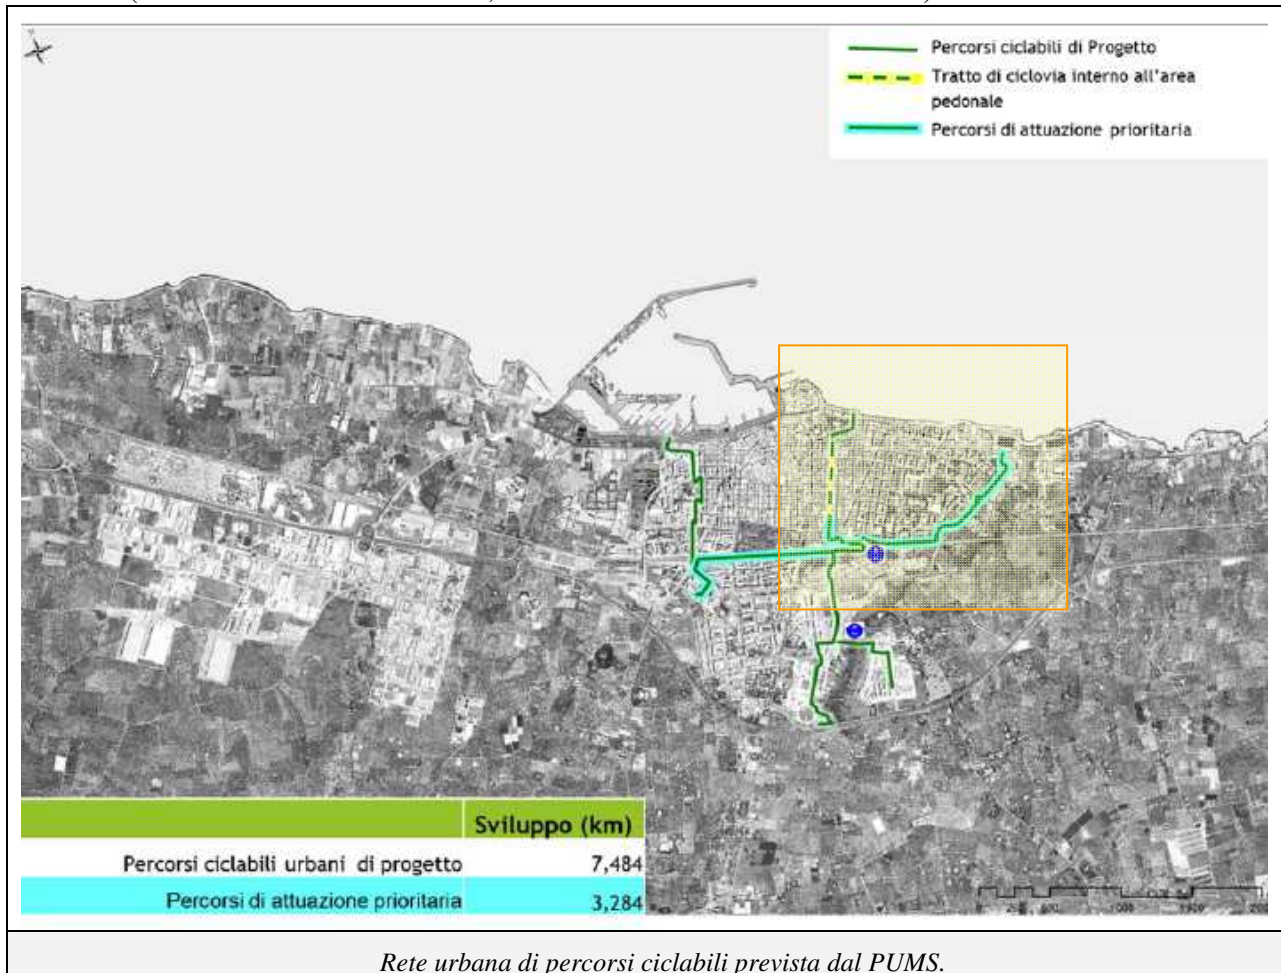 Percorsi ciclabili di Progetto
Tratto di ciclovia interno all'area
pedonale
Percorsi di attuazione prioritaria
Sviluppo (km)
Percorsi ciclabili urbani di progetto 7,484
Percorsi di attuazione prioritaria 3,284
Rete urbana di percorsi ciclabili prevista dal PUMS.